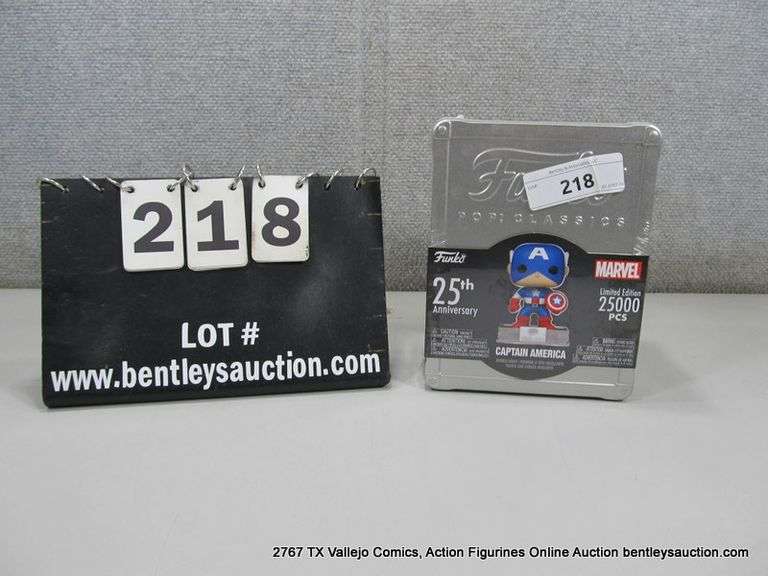 218
LOT #
www.bentleysauction.com
Funko
POP! CLASSICS
218
Funko
25th
Anniversary
MARVEL
Limited Edition
25000
PCS
A
CAPTAIN AMERICA
2767 TX Vallejo Comics, Action Figurines Online Auction bentleysauction.com